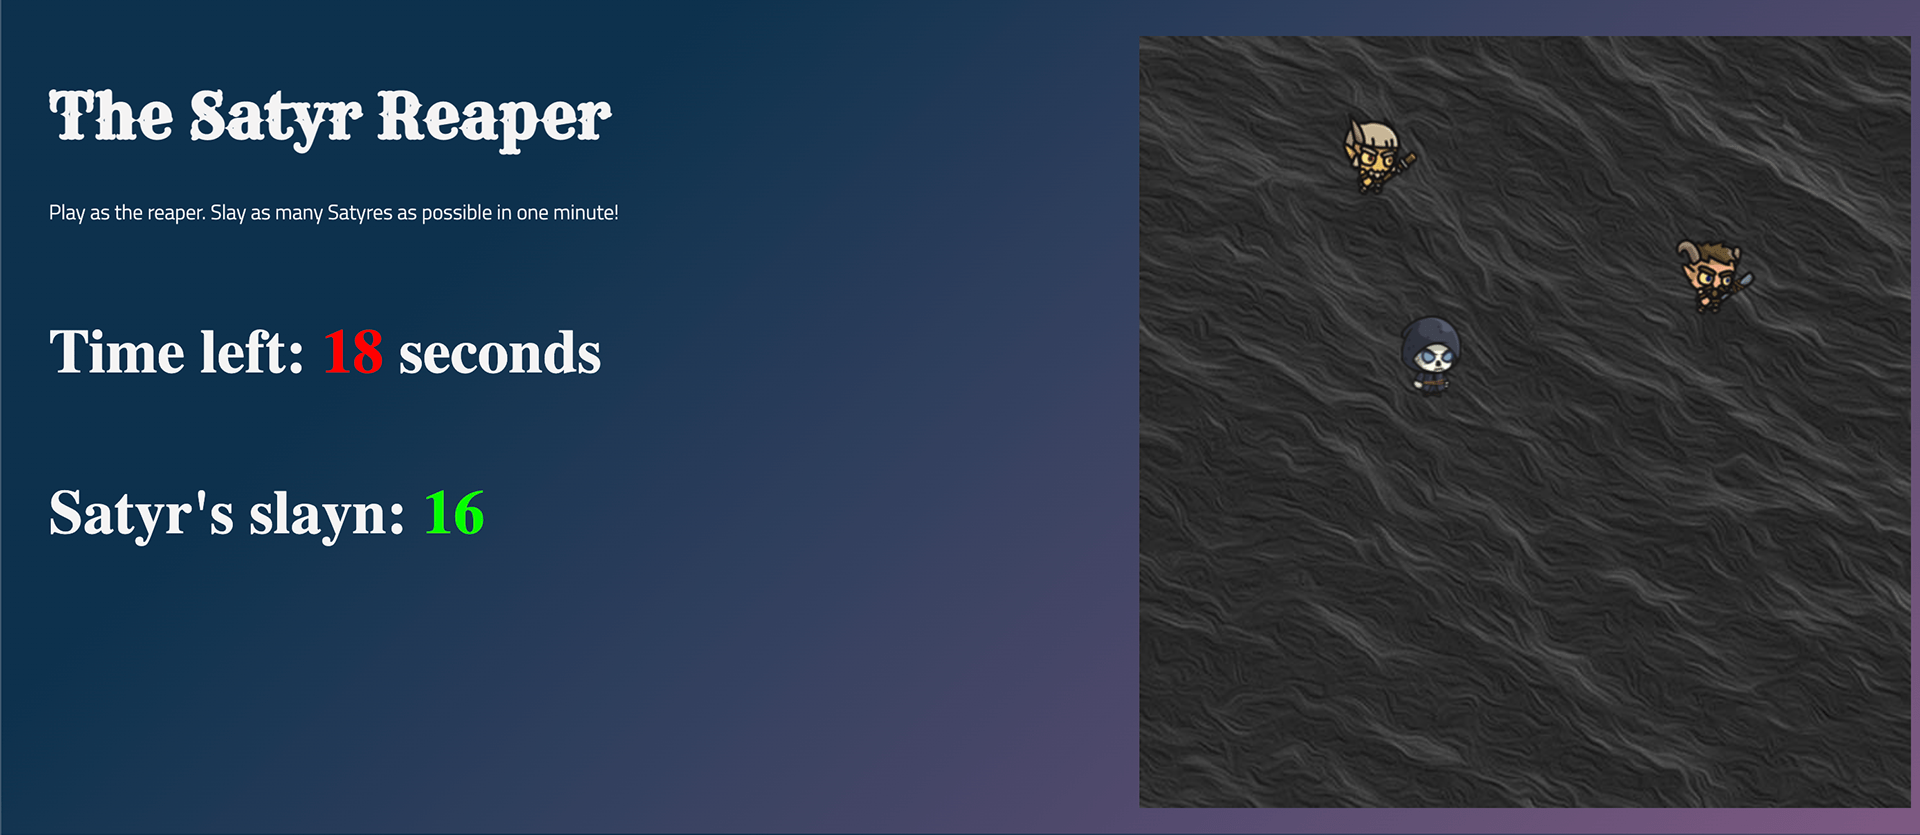 The Satyr Reaper
Play as the reaper. Slay as many Satyres as possible in one minute!
Time left: 18 seconds
Satyr's slayn: 16